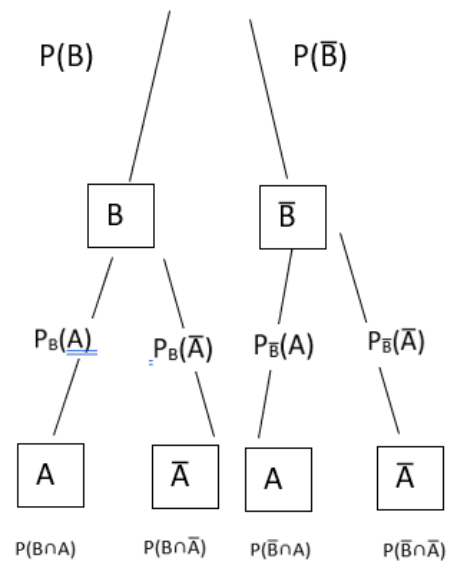 P(B) P(B̅)
B B̅
P_B(A) P_B(A̅) P_B̅(A) P_B̅(A̅)
A A̅ A A̅
P(B∩A) P(B∩A̅) P(B̅∩A) P(B̅∩A̅)